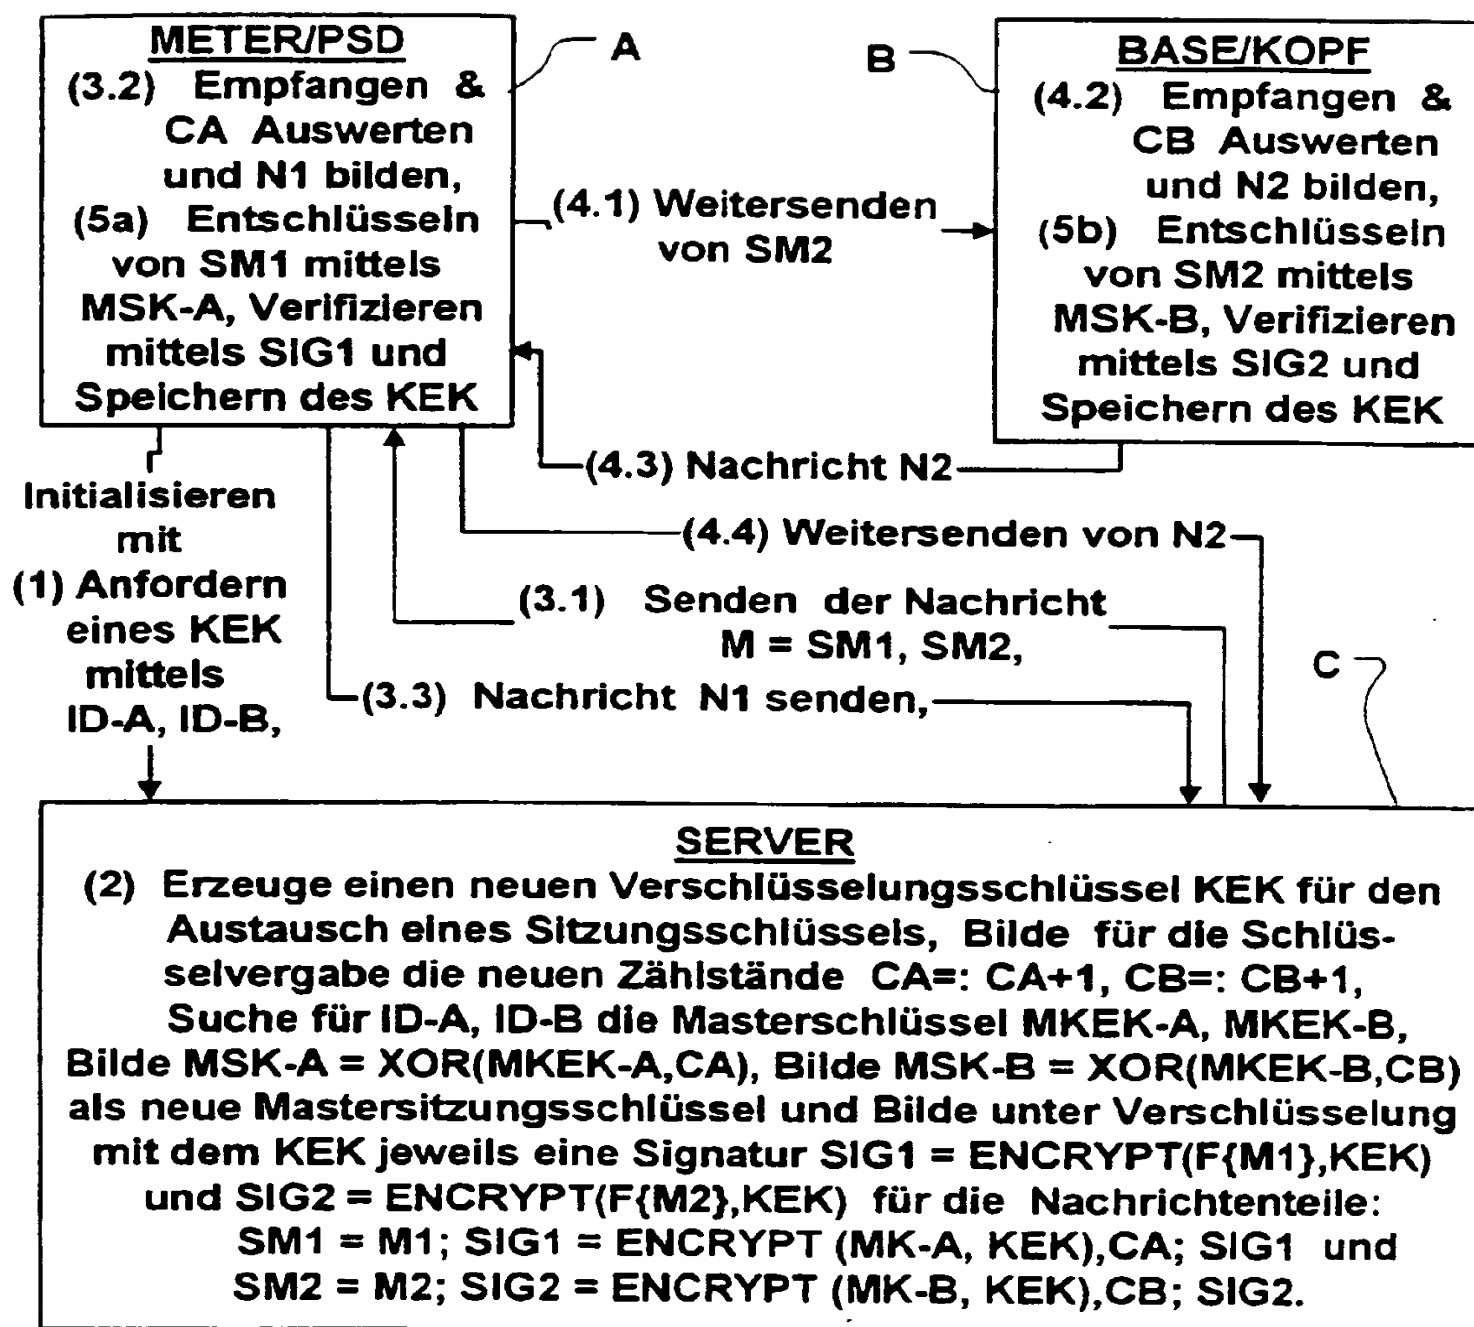 METER/PSD
(3.2) Empfangen &
CA Auswerten
und N1 bilden,
(5a) Entschlüsseln
von SM1 mittels
MSK-A, Verifizieren
mittels SIG1 und
Speichern des KEK
A
B
BASE/KOPF
(4.2) Empfangen &
CB Auswerten
und N2 bilden,
(5b) Entschlüsseln
von SM2 mittels
MSK-B, Verifizieren
mittels SIG2 und
Speichern des KEK
(4.1) Weitersenden
von SM2
(4.3) Nachricht N2
(4.4) Weitersenden von N2
Initialisieren
mit
(1) Anfordern
eines KEK
mittels
ID-A, ID-B,
(3.1) Senden der Nachricht
M = SM1, SM2,
(3.3) Nachricht N1 senden,
C
SERVER
(2) Erzeuge einen neuen Verschlüsselungsschlüssel KEK für den
Austausch eines Sitzungsschlüssels, Bilde für die Schlüs-
selvergabe die neuen Zählstände CA=: CA+1, CB=: CB+1,
Suche für ID-A, ID-B die Masterschlüssel MKEK-A, MKEK-B,
Bilde MSK-A = XOR(MKEK-A,CA), Bilde MSK-B = XOR(MKEK-B,CB)
als neue Mastersitzungsschlüssel und Bilde unter Verschlüsselung
mit dem KEK jeweils eine Signatur SIG1 = ENCRYPT(F{M1},KEK)
und SIG2 = ENCRYPT(F{M2},KEK) für die Nachrichtenteile:
SM1 = M1; SIG1 = ENCRYPT (MK-A, KEK),CA; SIG1 und
SM2 = M2; SIG2 = ENCRYPT (MK-B, KEK),CB; SIG2.